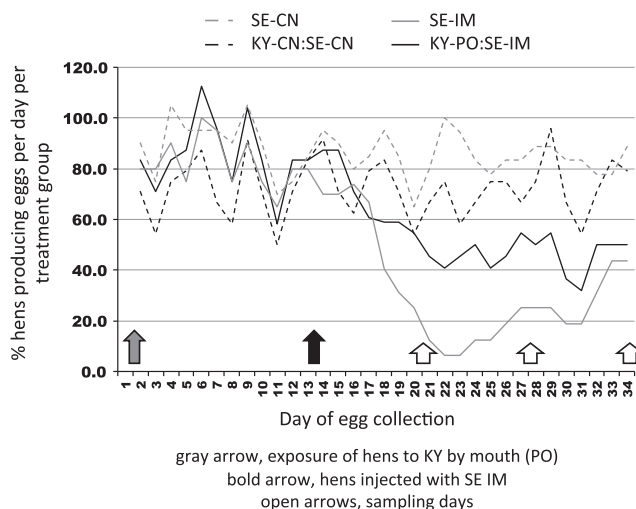 SE-CN SE-IM
KY-CN:SE-CN KY-PO:SE-IM
% hens producing eggs per day per
treatment group
120.0
100.0
80.0
60.0
40.0
20.0
0.0
1 2 3 4 5 6 7 8 9 10 11 12 13 14 15 16 17 18 19 20 21 22 23 24 25 26 27 28 29 30 31 32 33 34
Day of egg collection
gray arrow, exposure of hens to KY by mouth (PO)
bold arrow, hens injected with SE IM
open arrows, sampling days